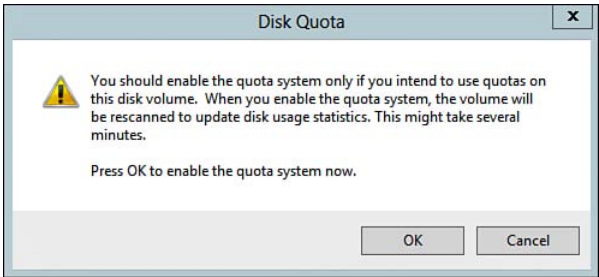 Disk Quota
x
You should enable the quota system only if you intend to use quotas on
this disk volume.  When you enable the quota system, the volume will
be rescanned to update disk usage statistics. This might take several
minutes.
Press OK to enable the quota system now.
OK
Cancel